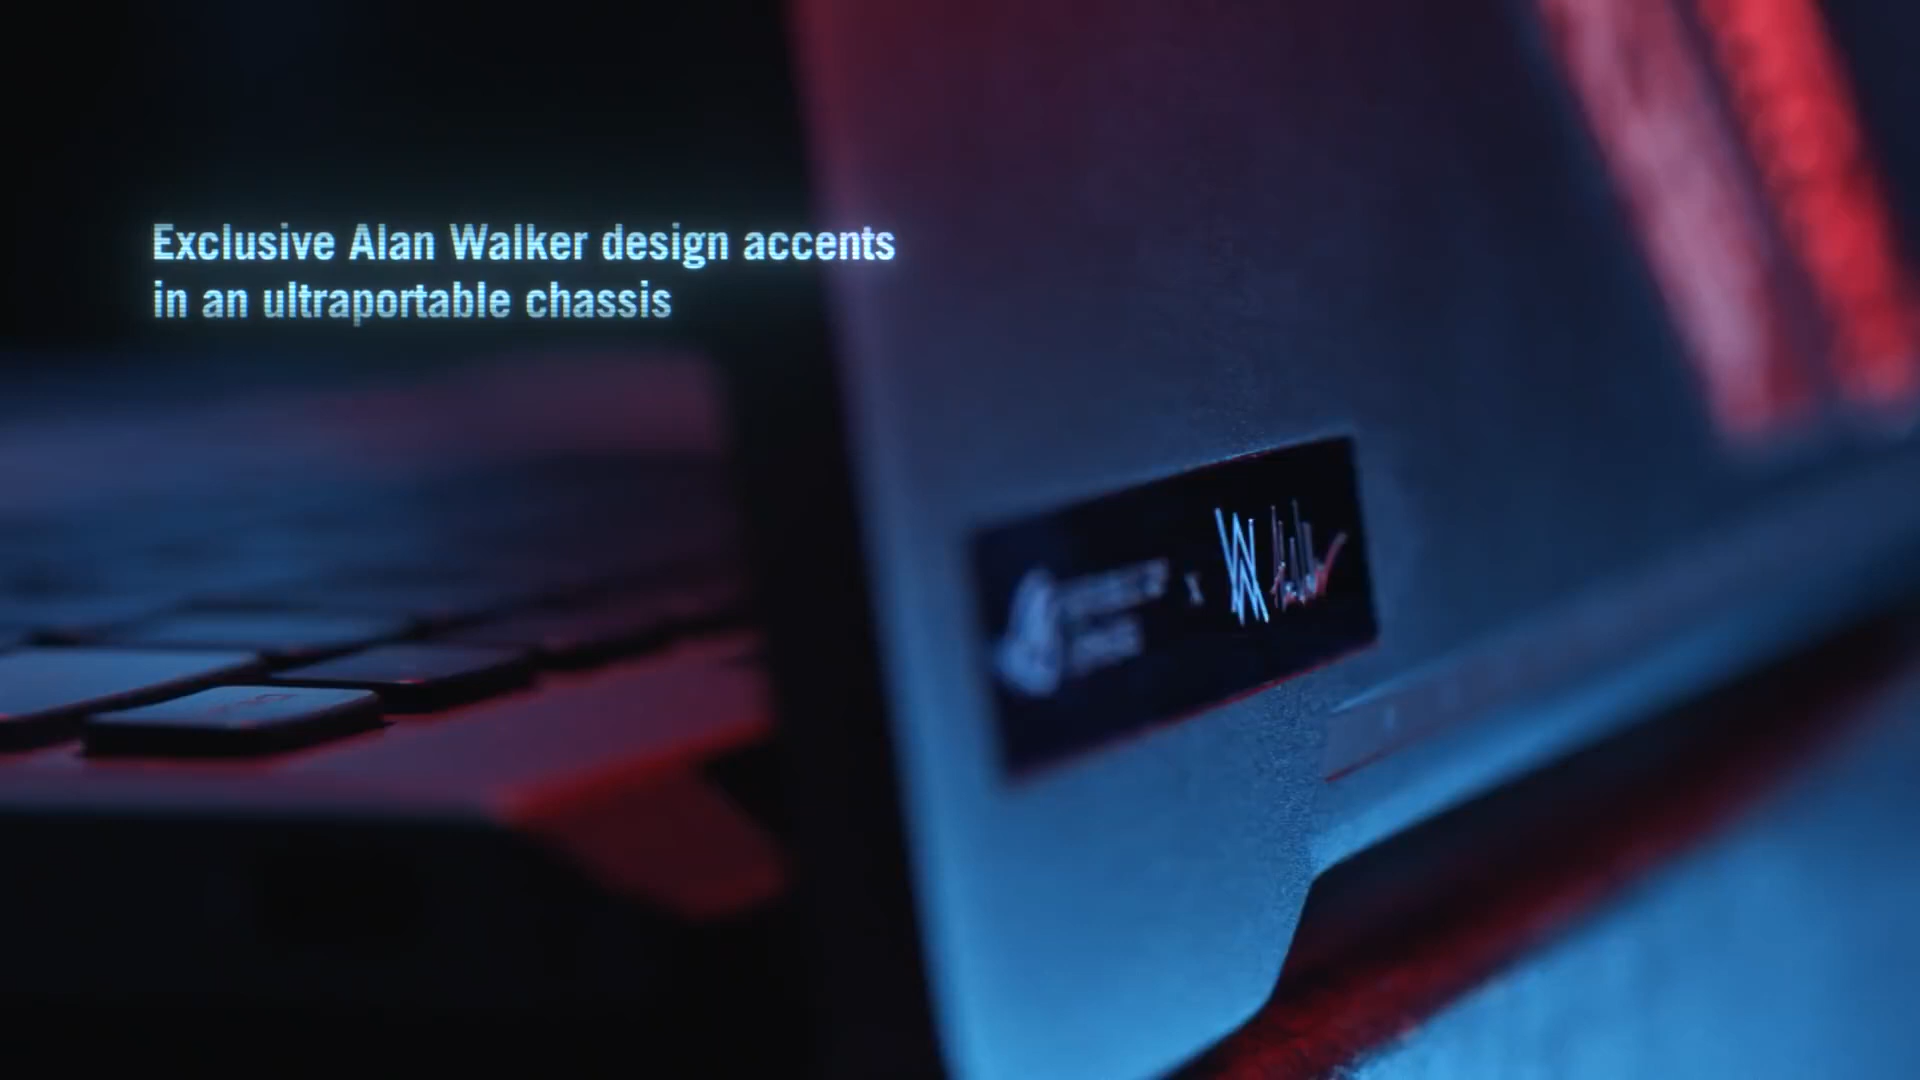 Exclusive Alan Walker design accents
in an ultraportable chassis
x